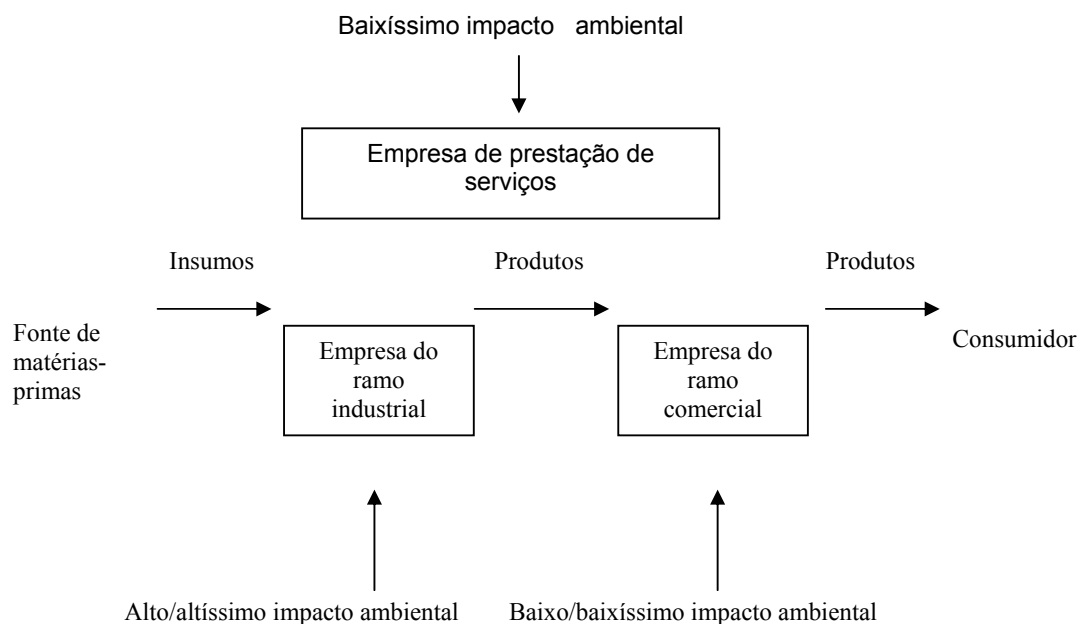 Baixíssimo impacto ambiental
Empresa de prestação de
serviços
Insumos
Produtos
Produtos
Fonte de
matérias-
primas
Empresa do
ramo
industrial
Empresa do
ramo
comercial
Consumidor
Alto/altíssimo impacto ambiental
Baixo/baixíssimo impacto ambiental